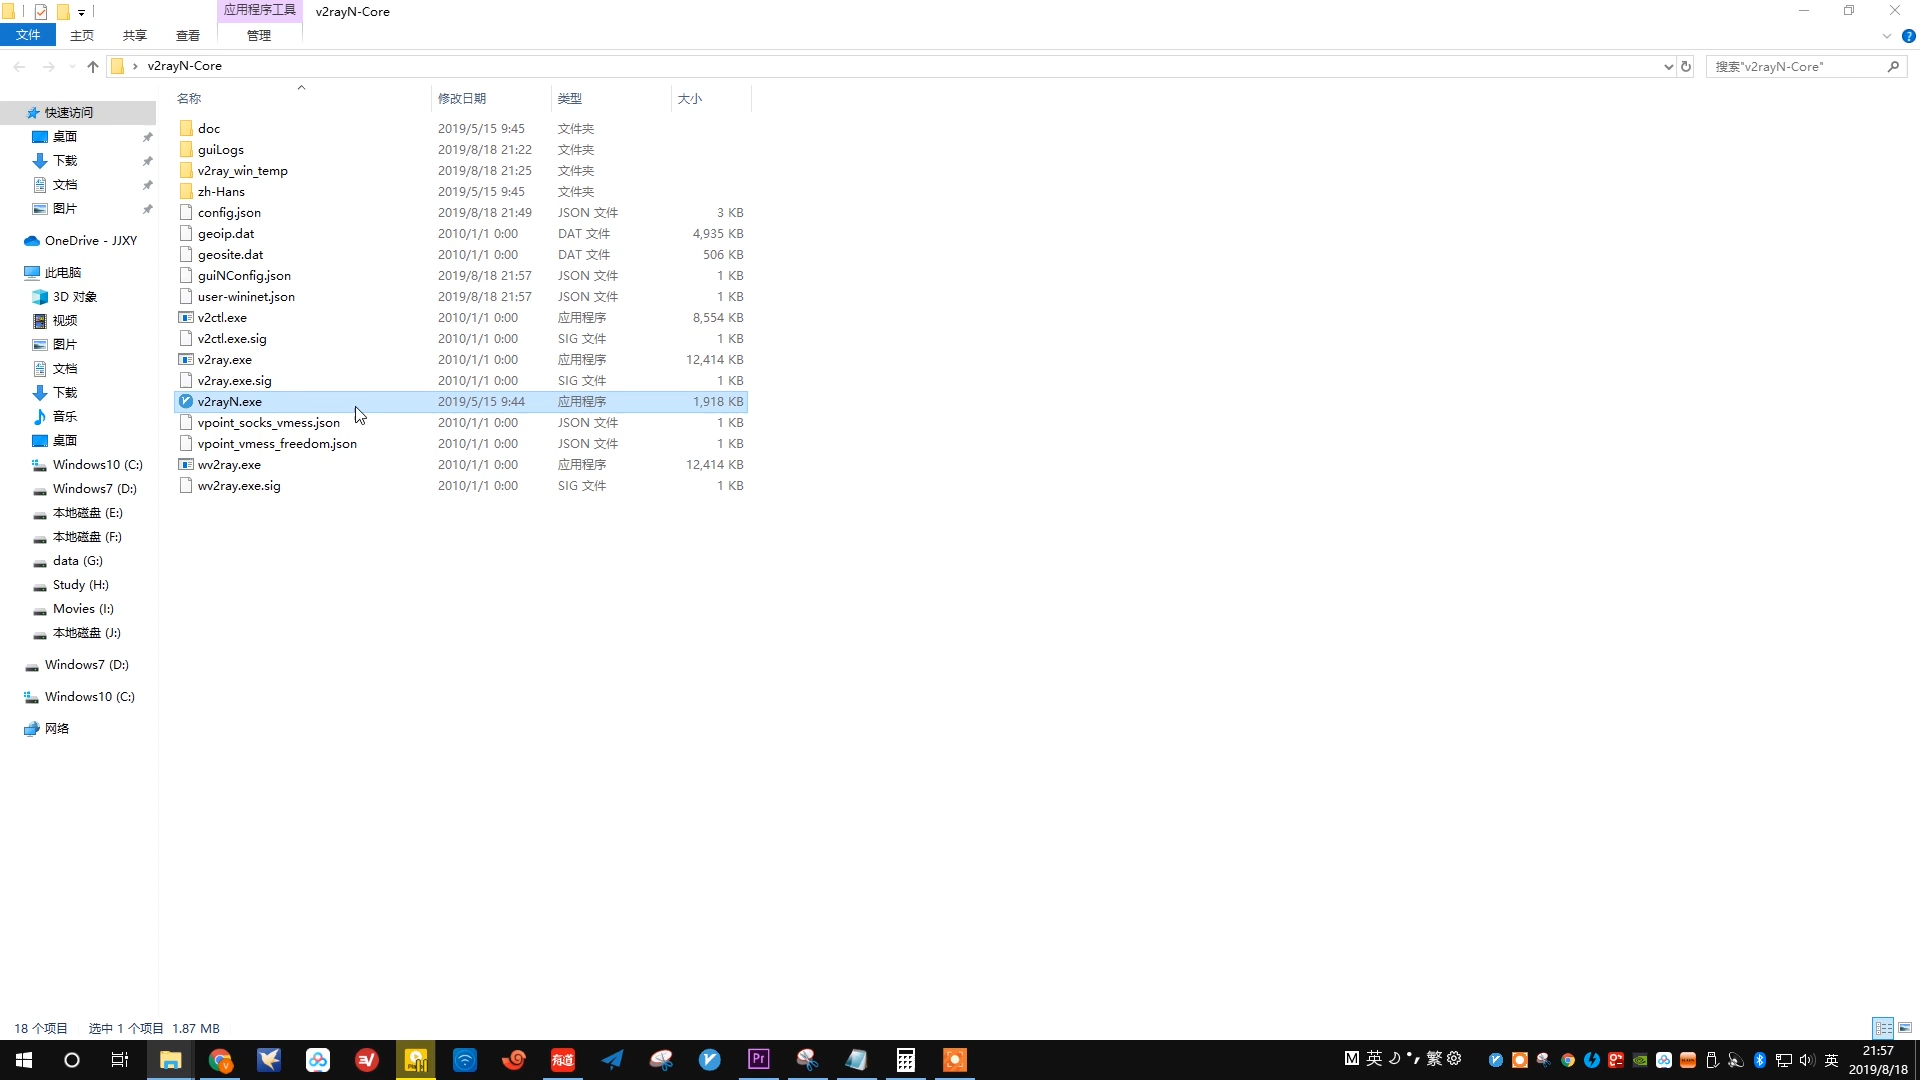 应用程序工具 v2rayN-Core
文件 主页 共享 查看 管理
v2rayN-Core 搜索"v2rayN-Core"
名称 修改日期 类型 大小
快速访问
桌面
下载
文档
图片
OneDrive - JJXY
此电脑
3D 对象
视频
图片
文档
下载
音乐
桌面
Windows10 (C:)
Windows7 (D:)
本地磁盘 (E:)
本地磁盘 (F:)
data (G:)
Study (H:)
Movies (I:)
本地磁盘 (J:)
Windows7 (D:)
Windows10 (C:)
网络
doc 2019/5/15 9:45 文件夹
guiLogs 2019/8/18 21:22 文件夹
v2ray_win_temp 2019/8/18 21:25 文件夹
zh-Hans 2019/5/15 9:45 文件夹
config.json 2019/8/18 21:49 JSON 文件 3 KB
geoip.dat 2010/1/1 0:00 DAT 文件 4,935 KB
geosite.dat 2010/1/1 0:00 DAT 文件 506 KB
guiNConfig.json 2019/8/18 21:57 JSON 文件 1 KB
user-wininet.json 2019/8/18 21:57 JSON 文件 1 KB
v2ctl.exe 2010/1/1 0:00 应用程序 8,554 KB
v2ctl.exe.sig 2010/1/1 0:00 SIG 文件 1 KB
v2ray.exe 2010/1/1 0:00 应用程序 12,414 KB
v2ray.exe.sig 2010/1/1 0:00 SIG 文件 1 KB
v2rayN.exe 2019/5/15 9:44 应用程序 1,918 KB
vpoint_socks_vmess.json 2010/1/1 0:00 JSON 文件 1 KB
vpoint_vmess_freedom.json 2010/1/1 0:00 JSON 文件 1 KB
wv2ray.exe 2010/1/1 0:00 应用程序 12,414 KB
wv2ray.exe.sig 2010/1/1 0:00 SIG 文件 1 KB
18 个项目 选中 1 个项目 1.87 MB
有道 Pr M 英 繁 英 21:57
2019/8/18